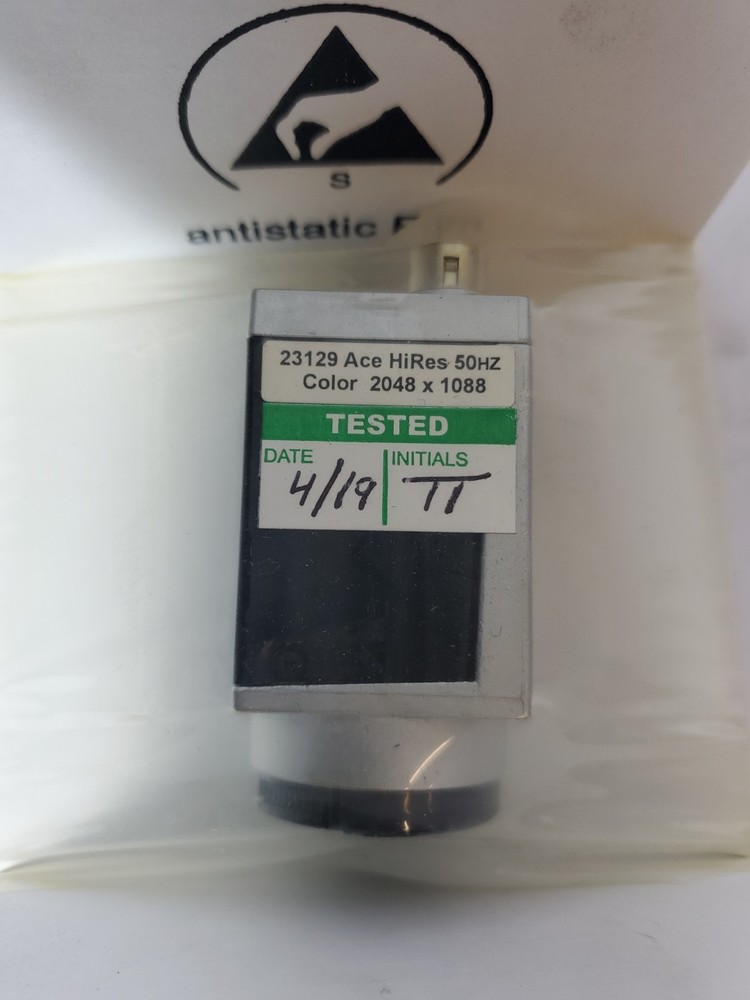 S
antistatic
23129 Ace HiRes 50HZ
Color 2048 x 1088
TESTED
DATE INITIALS
4/19 TT